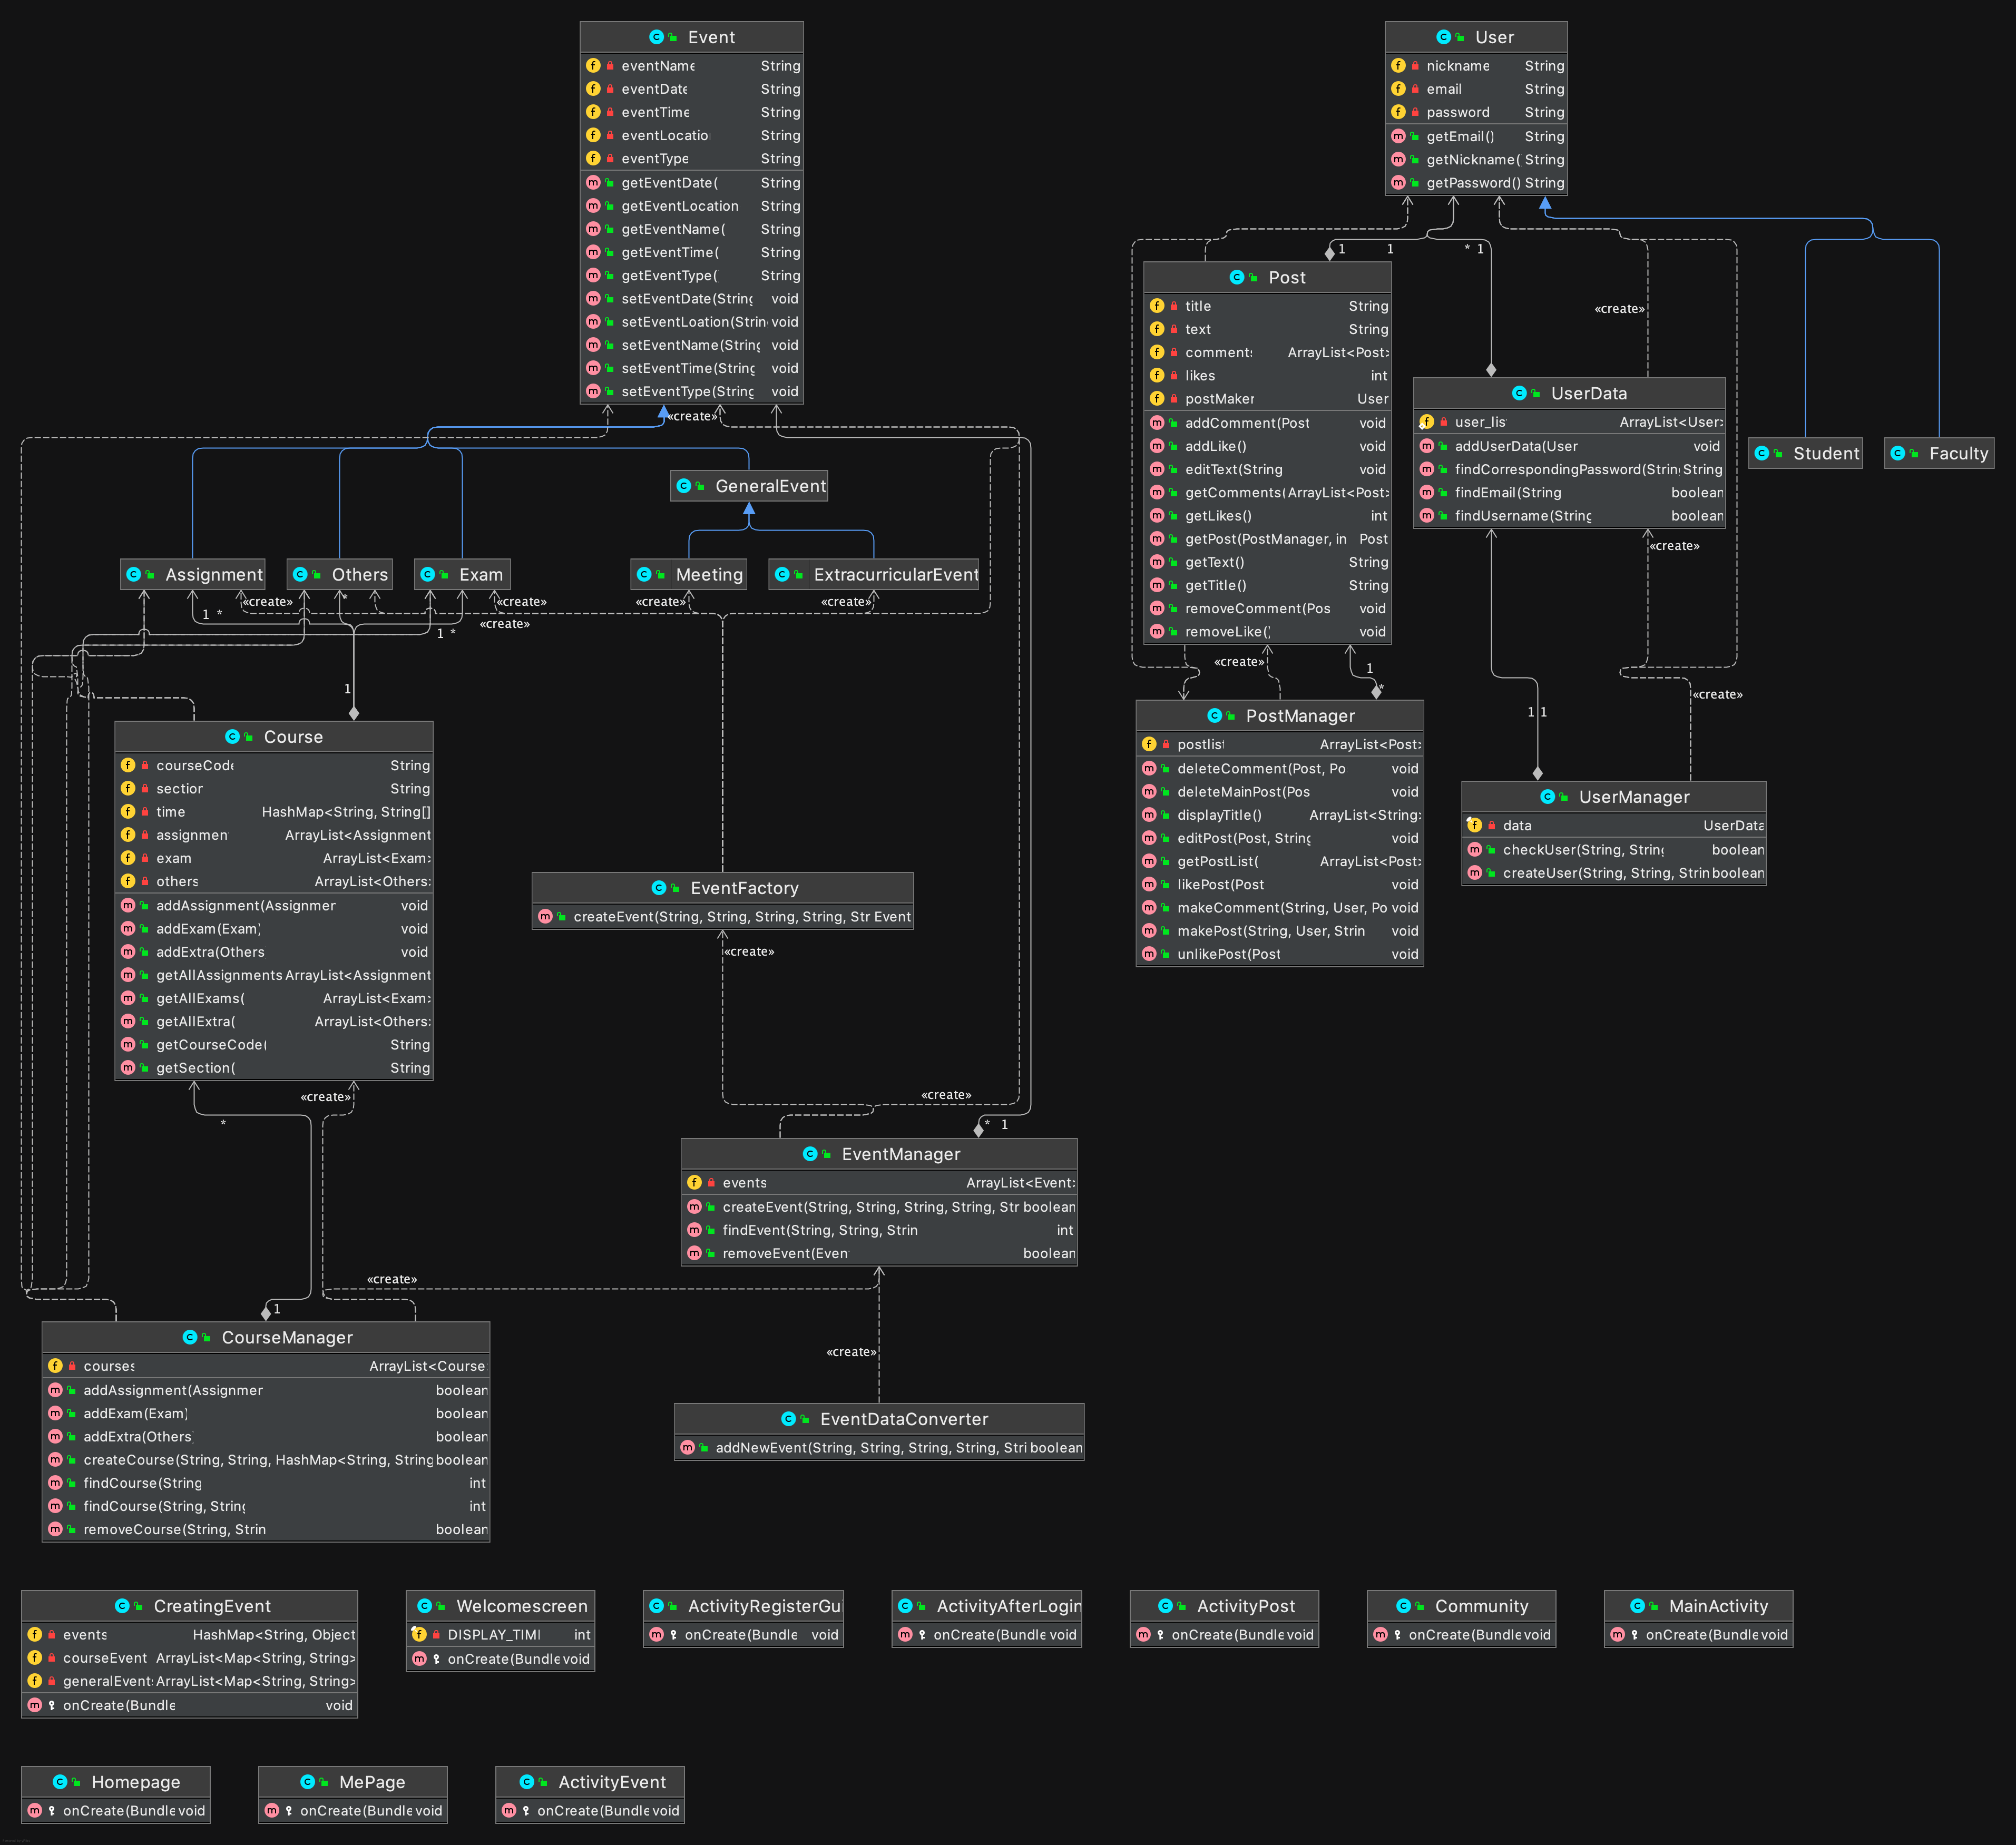 Event
eventName String
eventDate String
eventTime String
eventLocatio String
eventType String
getEventDate( String
getEventLocation String
getEventName( String
getEventTime( String
getEventType( String
setEventDate(String void
setEventLoation(Strin void
setEventName(String void
setEventTime(String void
setEventType(String void
«create»
User
nickname String
email String
password String
getEmail() String
getNickname( String
getPassword() String
1 1 * 1
«create»
Post
title String
text String
comments ArrayList<Post>
likes int
postMaker User
addComment(Post void
addLike() void
editText(String void
getComments( ArrayList<Post>
getLikes() int
getPost(PostManager, in Post
getText() String
getTitle() String
removeComment(Pos void
removeLike() void
UserData
user_lis ArrayList<User>
addUserData(User void
findCorrespondingPassword(Strin String
findEmail(String boolean
findUsername(String boolean
«create»
Student
Faculty
GeneralEvent
Assignment
Others
Exam
Meeting
ExtracurricularEvent
«create» * «create» «create» «create»
1 * «create»
1 *
1
«create» 1
*
«create»
1 1
Course
courseCode String
section String
time HashMap<String, String[]
assignment ArrayList<Assignment
exam ArrayList<Exam>
others ArrayList<Others>
addAssignment(Assignmer void
addExam(Exam) void
addExtra(Others void
getAllAssignments ArrayList<Assignment
getAllExams( ArrayList<Exam>
getAllExtra( ArrayList<Others>
getCourseCode( String
getSection( String
«create»
*
PostManager
postlist ArrayList<Post>
deleteComment(Post, Po void
deleteMainPost(Pos void
displayTitle() ArrayList<String>
editPost(Post, String void
getPostList( ArrayList<Post>
likePost(Post void
makeComment(String, User, Po void
makePost(String, User, Strin void
unlikePost(Post void
UserManager
data UserData
checkUser(String, String boolean
createUser(String, String, Strin boolean
EventFactory
createEvent(String, String, String, String, Str Event
«create»
«create»
* 1
EventManager
events ArrayList<Event>
createEvent(String, String, String, String, Str boolean
findEvent(String, String, Strin int
removeEvent(Even boolean
«create»
1
«create»
CourseManager
courses ArrayList<Course>
addAssignment(Assignmer boolean
addExam(Exam) boolean
addExtra(Others) boolean
createCourse(String, String, HashMap<String, String boolean
findCourse(String int
findCourse(String, String int
removeCourse(String, Strin boolean
EventDataConverter
addNewEvent(String, String, String, String, Stri boolean
CreatingEvent
events HashMap<String, Object
courseEvent ArrayList<Map<String, String>
generalEvent ArrayList<Map<String, String>
onCreate(Bundle void
Welcomescreen
DISPLAY_TIME int
onCreate(Bundle void
ActivityRegisterGui
onCreate(Bundle void
ActivityAfterLogin
onCreate(Bundle void
ActivityPost
onCreate(Bundle void
Community
onCreate(Bundle void
MainActivity
onCreate(Bundle void
Homepage
onCreate(Bundle void
MePage
onCreate(Bundle void
ActivityEvent
onCreate(Bundle void